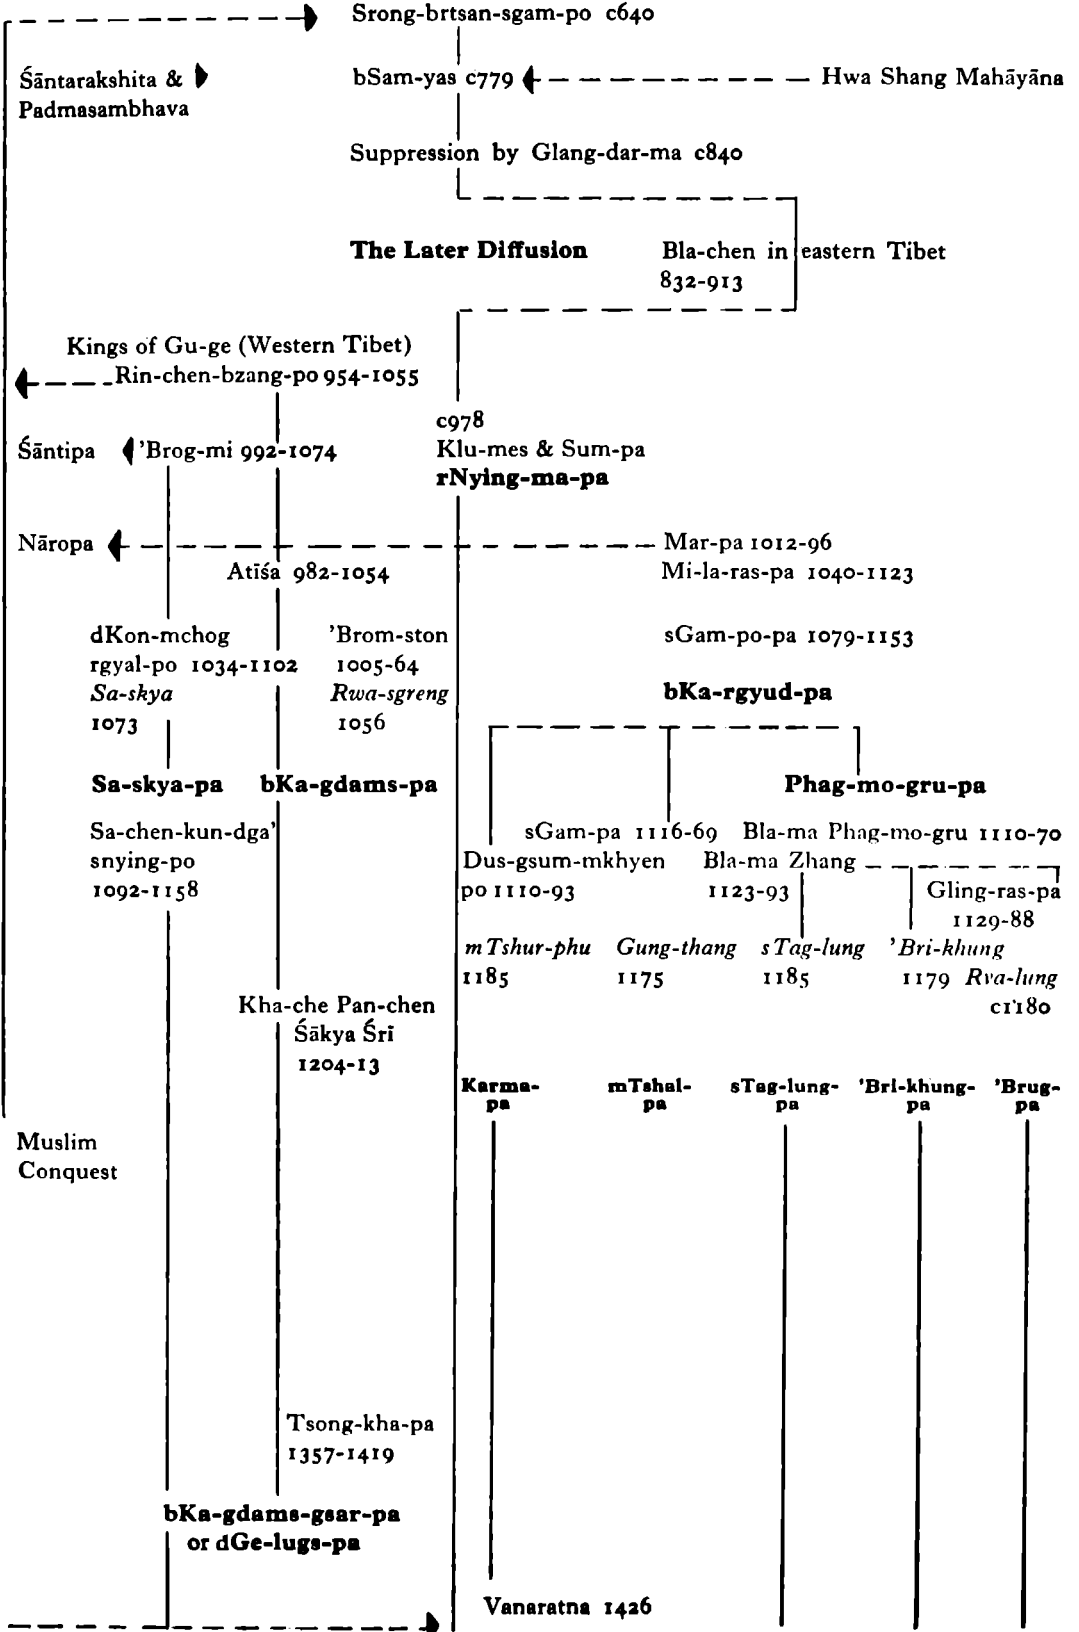 Srong-brtsan-sgam-po c640
Śāntarakshita &
Padmasambhava
bSam-yas c779
Hwa Shang Mahāyāna
Suppression by Glang-dar-ma c840
The Later Diffusion
Bla-chen in eastern Tibet
832-913
Kings of Gu-ge (Western Tibet)
Rin-chen-bzang-po 954-1055
c978
Śāntipa
'Brog-mi 992-1074
Klu-mes & Sum-pa
rNying-ma-pa
Nāropa
Mar-pa 1012-96
Atīśa 982-1054
Mi-la-ras-pa 1040-1123
dKon-mchog
rgyal-po 1034-1102
Sa-skya
1073
'Brom-ston
1005-64
Rwa-sgreng
1056
sGam-po-pa 1079-1153
bKa-rgyud-pa
Sa-skya-pa
bKa-gdams-pa
Phag-mo-gru-pa
Sa-chen-kun-dga'
snying-po
1092-1158
sGam-pa 1116-69
Bla-ma Phag-mo-gru 1110-70
Dus-gsum-mkhyen
po 1110-93
Bla-ma Zhang
1123-93
Gling-ras-pa
1129-88
mTshur-phu
1185
Gung-thang
1175
sTag-lung
1185
'Bri-khung
1179
Rva-lung
c1180
Kha-che Pan-chen
Śākya Śrī
1204-13
Karma-
pa
mTshal-
pa
sTag-lung-
pa
'Bri-khung-
pa
'Brug-
pa
Muslim
Conquest
Tsong-kha-pa
1357-1419
bKa-gdams-gsar-pa
or dGe-lugs-pa
Vanaratna 1426